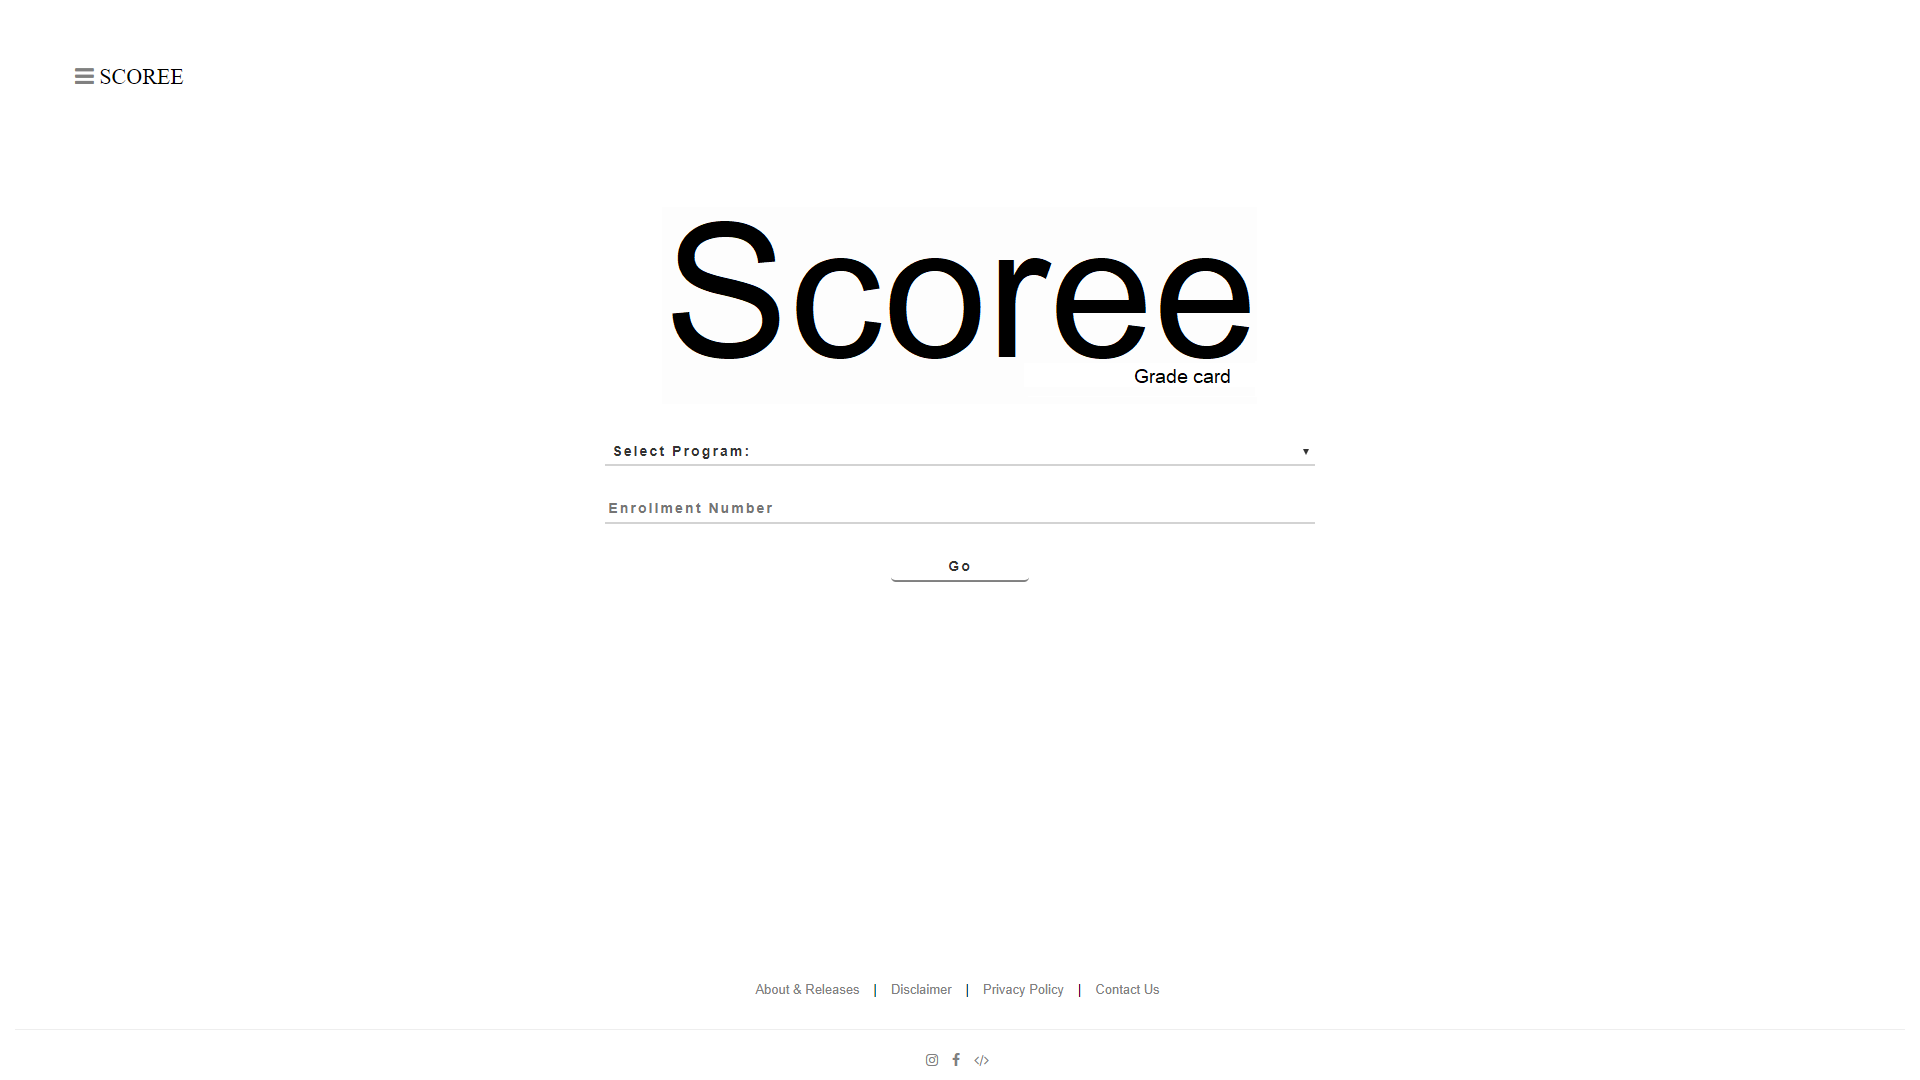 SCOREE
Scoree
Grade card
Select Program:
Enrollment Number
Go
About & Releases | Disclaimer | Privacy Policy | Contact Us